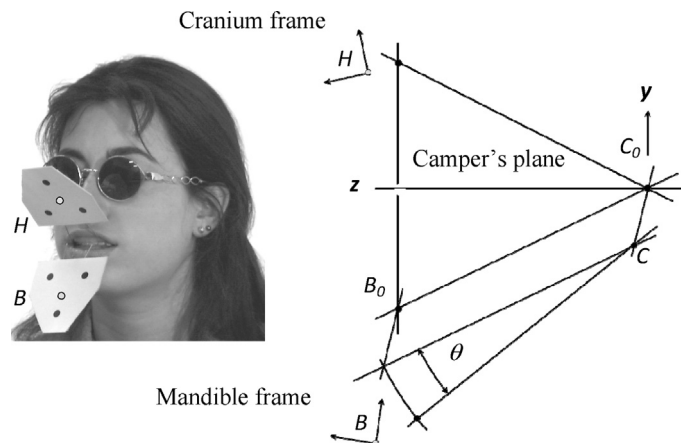 Cranium frame
H
y
C0
Camper's plane
z
H
C
B0
B
θ
Mandible frame
B